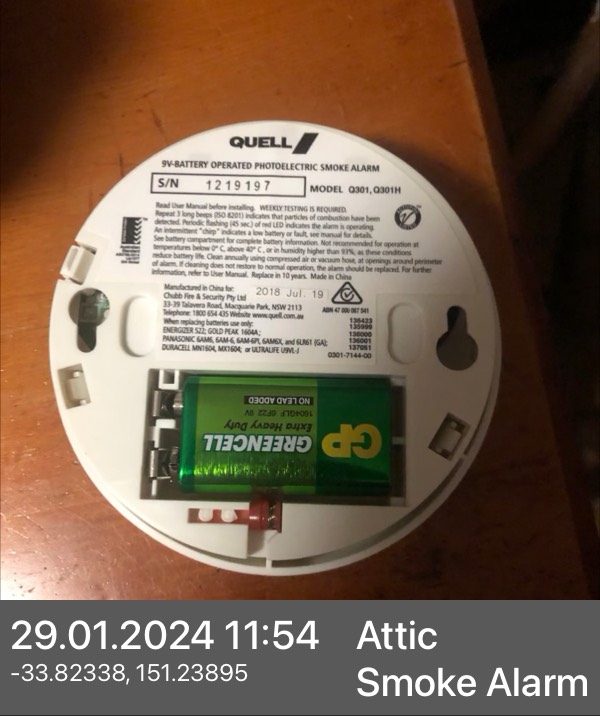 QUELL
9V-BATTERY OPERATED PHOTOELECTRIC SMOKE ALARM
S/N 1219197 MODEL Q301, Q301H
Read User Manual before installing. WEEKLY TESTING IS REQUIRED.
Repeat 3 long beeps (ISO 8201) indicates that particles of combustion have been
detected. Periodic flashing (45 sec.) of red LED indicates the alarm is operating.
An intermittent "chirp" indicates a low battery or fault, see manual for details.
See battery compartment for complete battery information. Not recommended for operation at
temperatures below 0° C, above 40° C, or in humidity higher than 93%, as these conditions
reduce battery life. Clean annually using compressed air or vacuum hose, at openings around perimeter
of alarm. If cleaning does not restore to normal operation, the alarm should be replaced. For further
information, refer to User Manual. Replace in 10 years. Made in China
Manufactured in China for: 2018 Jul. 19
Chubb Fire & Security Pty Ltd
33-39 Talavera Road, Macquarie Park, NSW 2113
Telephone: 1800 654 435 Website www.quell.com.au
ABN 47 000 067 541
When replacing batteries use only:
ENERGIZER 522; GOLD PEAK 1604A;
PANASONIC 6AM6, 6AM-6, 6AM-6PI, 6AM6X, and 6LR61 (GA);
DURACELL MN1604, MX1604; or ULTRALIFE U9VL-J
136423
135999
136000
136001
137051
0301-7144-00
GP GREENCELL
Extra Heavy Duty
1604GLF 6F22 9V
NO LEAD ADDED
29.01.2024 11:54
-33.82338, 151.23895
Attic
Smoke Alarm